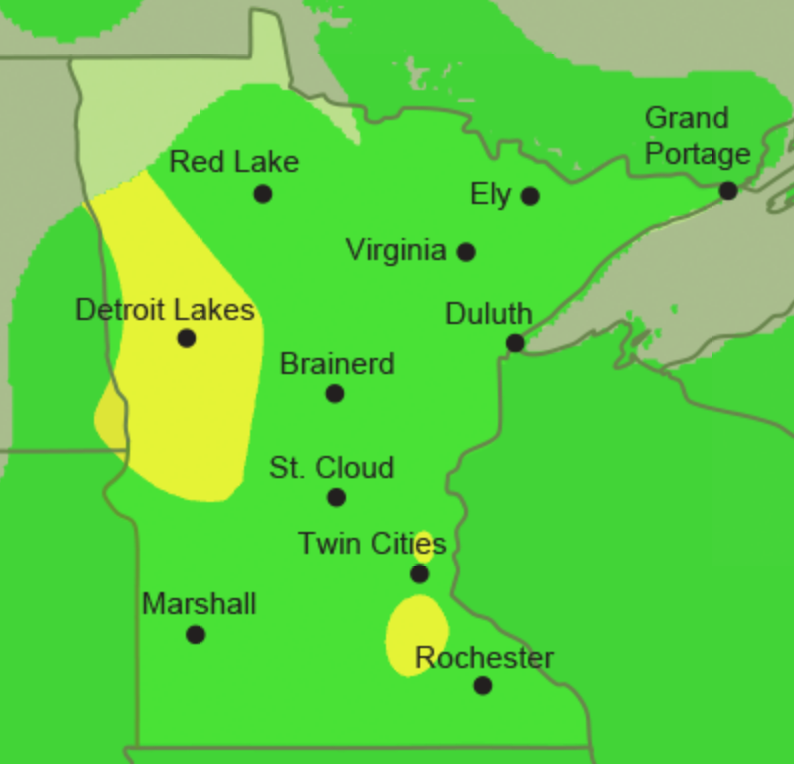 Grand
Portage
Red Lake
Ely
Virginia
Detroit Lakes
Duluth
Brainerd
St. Cloud
Twin Cities
Marshall
Rochester